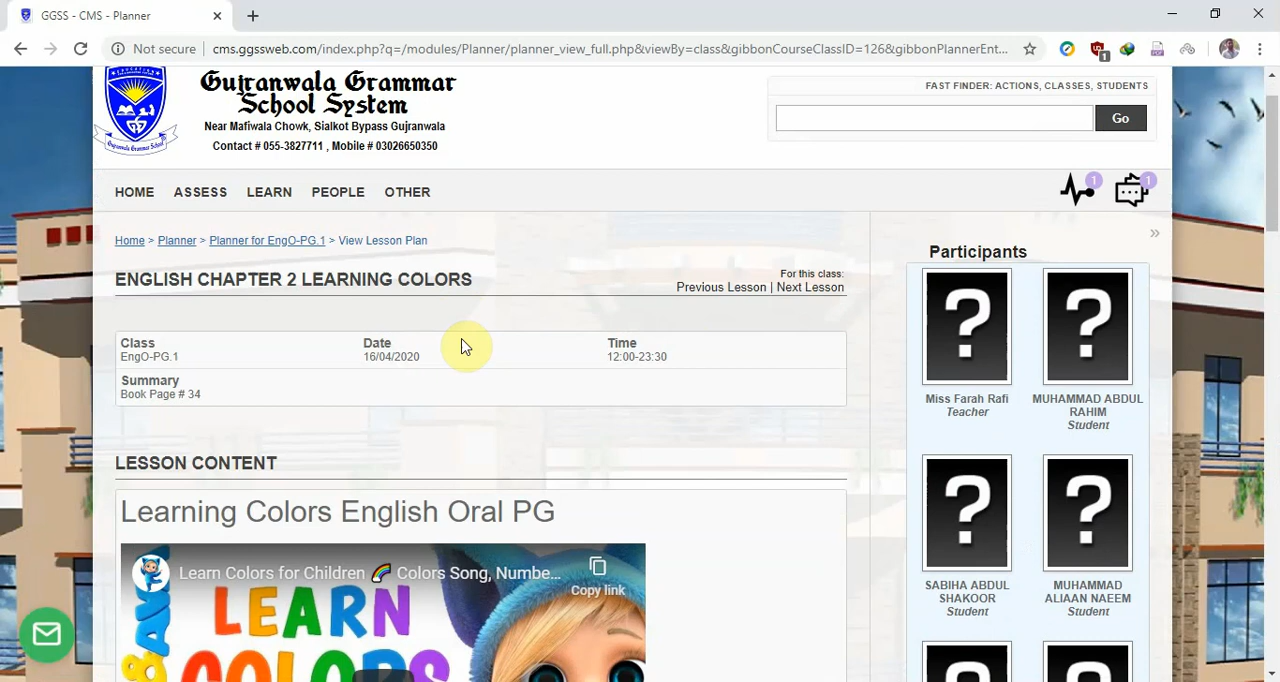 GGSS - CMS - Planner
Not secure
cms.ggssweb.com/index.php?q=/modules/Planner/planner_view_full.php&viewBy=class&gibbonCourseClassID=126&gibbonPlannerEnt...
1
Gujranwala Grammar
School System
Near Mafiwala Chowk, Sialkot Bypass Gujranwala
Contact # 055-3827711 , Mobile # 03026650350
FAST FINDER: ACTIONS, CLASSES, STUDENTS
Go
HOME ASSESS LEARN PEOPLE OTHER
1 1
Home > Planner > Planner for EngO-PG.1 > View Lesson Plan
ENGLISH CHAPTER 2 LEARNING COLORS
For this class:
Previous Lesson | Next Lesson
Class Date Time
EngO-PG.1 16/04/2020 12:00-23:30
Summary
Book Page # 34
LESSON CONTENT
Learning Colors English Oral PG
Learn Colors for Children 🌈 Colors Song, Numbe...
Copy link
LEARN
COLORS
Participants
Miss Farah Rafi
Teacher
MUHAMMAD ABDUL
RAHIM
Student
SABIHA ABDUL
SHAKOOR
Student
MUHAMMAD
ALIAAN NAEEM
Student